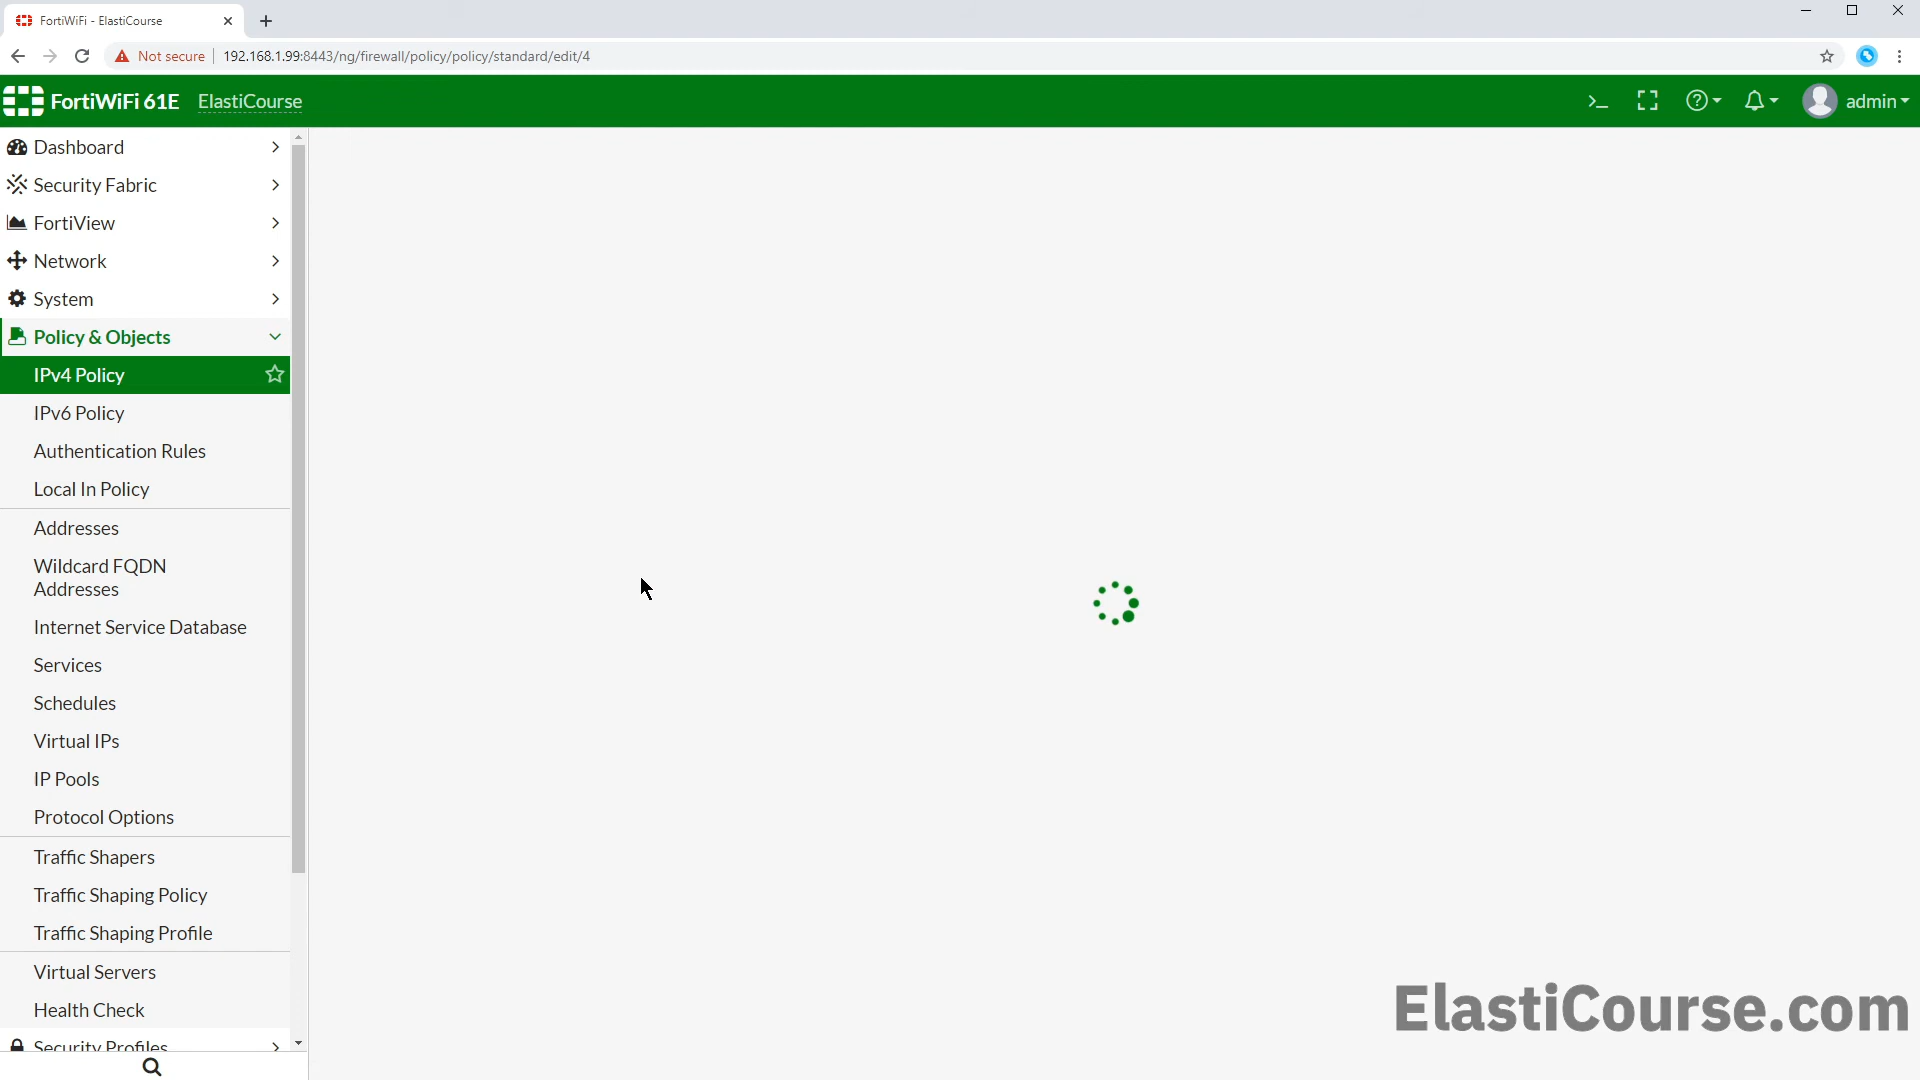 FortiWiFi - ElastiCourse
Not secure
192.168.1.99:8443/ng/firewall/policy/policy/standard/edit/4
FortiWiFi 61E ElastiCourse
admin
Dashboard
Security Fabric
FortiView
Network
System
Policy & Objects
IPv4 Policy
IPv6 Policy
Authentication Rules
Local In Policy
Addresses
Wildcard FQDN
Addresses
Internet Service Database
Services
Schedules
Virtual IPs
IP Pools
Protocol Options
Traffic Shapers
Traffic Shaping Policy
Traffic Shaping Profile
Virtual Servers
Health Check
Security Profiles
ElastiCourse.com